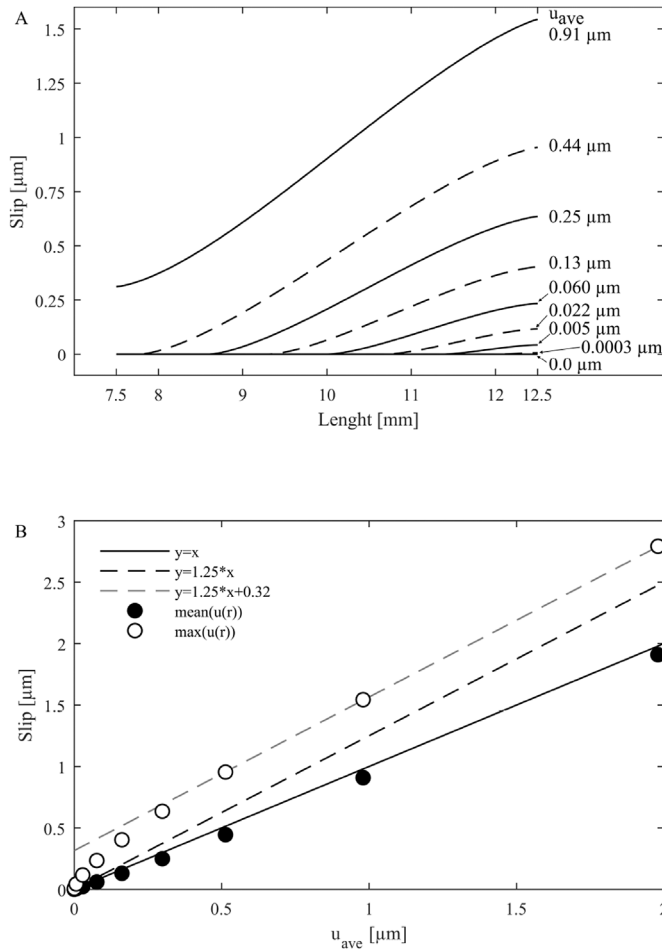 A
u_ave
0.91 µm
0.44 µm
0.25 µm
0.13 µm
0.060 µm
0.022 µm
0.005 µm
0.0003 µm
0.0 µm
1.5
1.25
1
0.75
0.5
0.25
0
Slip [µm]
7.5 8 9 10 11 12 12.5
Lenght [mm]
B
y=x
y=1.25*x
y=1.25*x+0.32
mean(u(r))
max(u(r))
3
2.5
2
1.5
1
0.5
0
Slip [µm]
0 0.5 1 1.5 2
u_ave [µm]